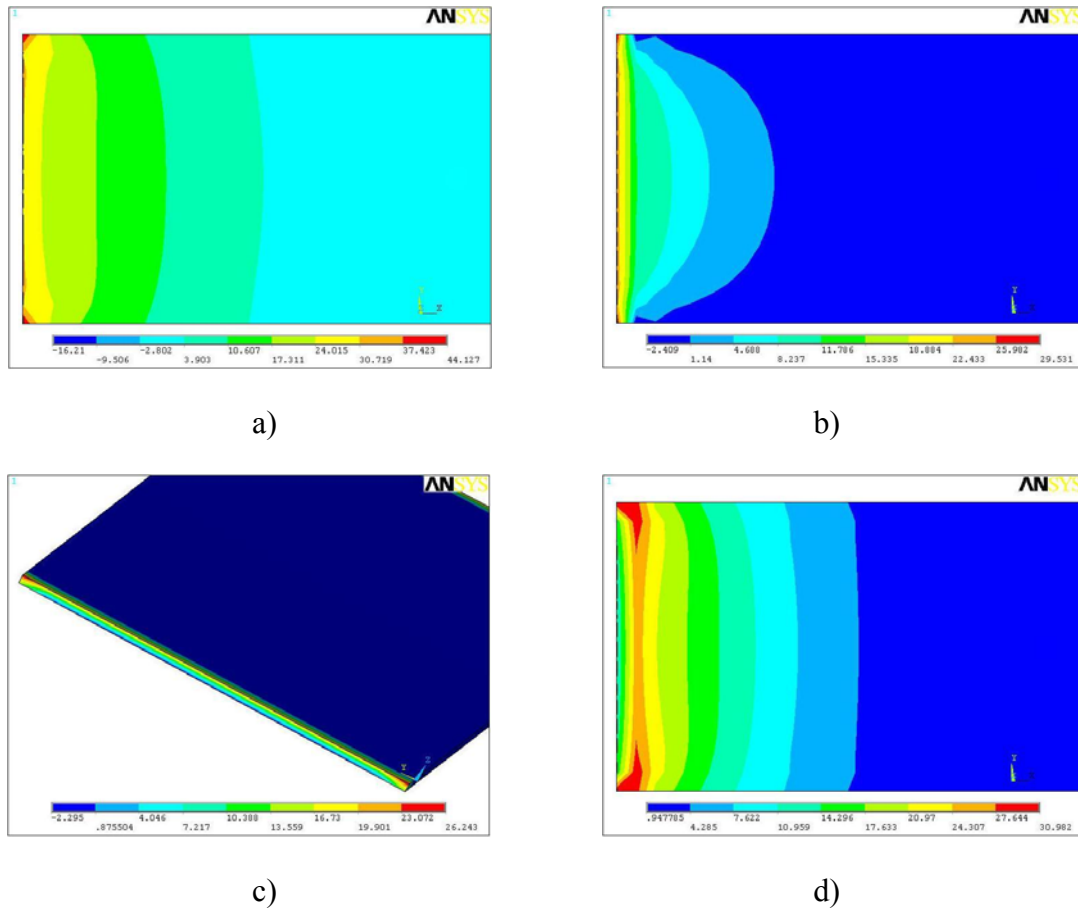 1
ANSYS
Y
X
-16.21 -2.802 10.607 24.015 37.423
-9.506 3.903 17.311 30.719 44.127
a)
1
ANSYS
Y
X
-2.409 4.688 11.786 18.884 25.982
1.14 8.237 15.335 22.433 29.531
b)
1
ANSYS
Y X
-2.295 4.046 10.388 16.73 23.072
.875504 7.217 13.559 19.901 26.243
c)
1
ANSYS
Y
X
.947785 7.622 14.296 20.97 27.644
4.285 10.959 17.633 24.307 30.982
d)